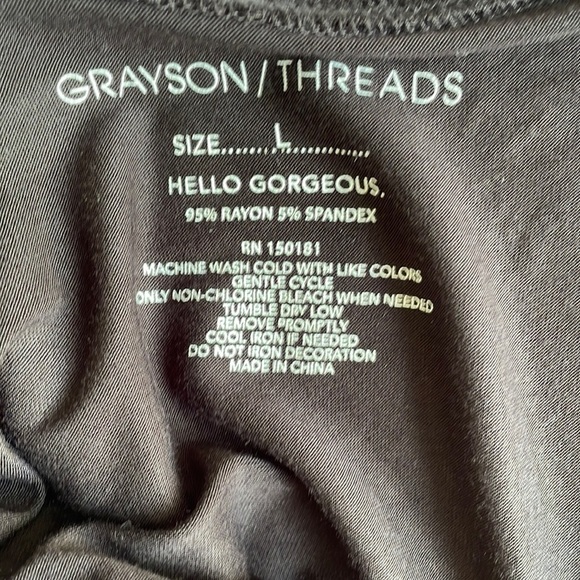 GRAYSON/THREADS
SIZE........L.............
HELLO GORGEOUS.
95% RAYON 5% SPANDEX
RN 150181
MACHINE WASH COLD WITH LIKE COLORS
GENTLE CYCLE
ONLY NON-CHLORINE BLEACH WHEN NEEDED
TUMBLE DRY LOW
REMOVE PROMPTLY
COOL IRON IF NEEDED
DO NOT IRON DECORATION
MADE IN CHINA